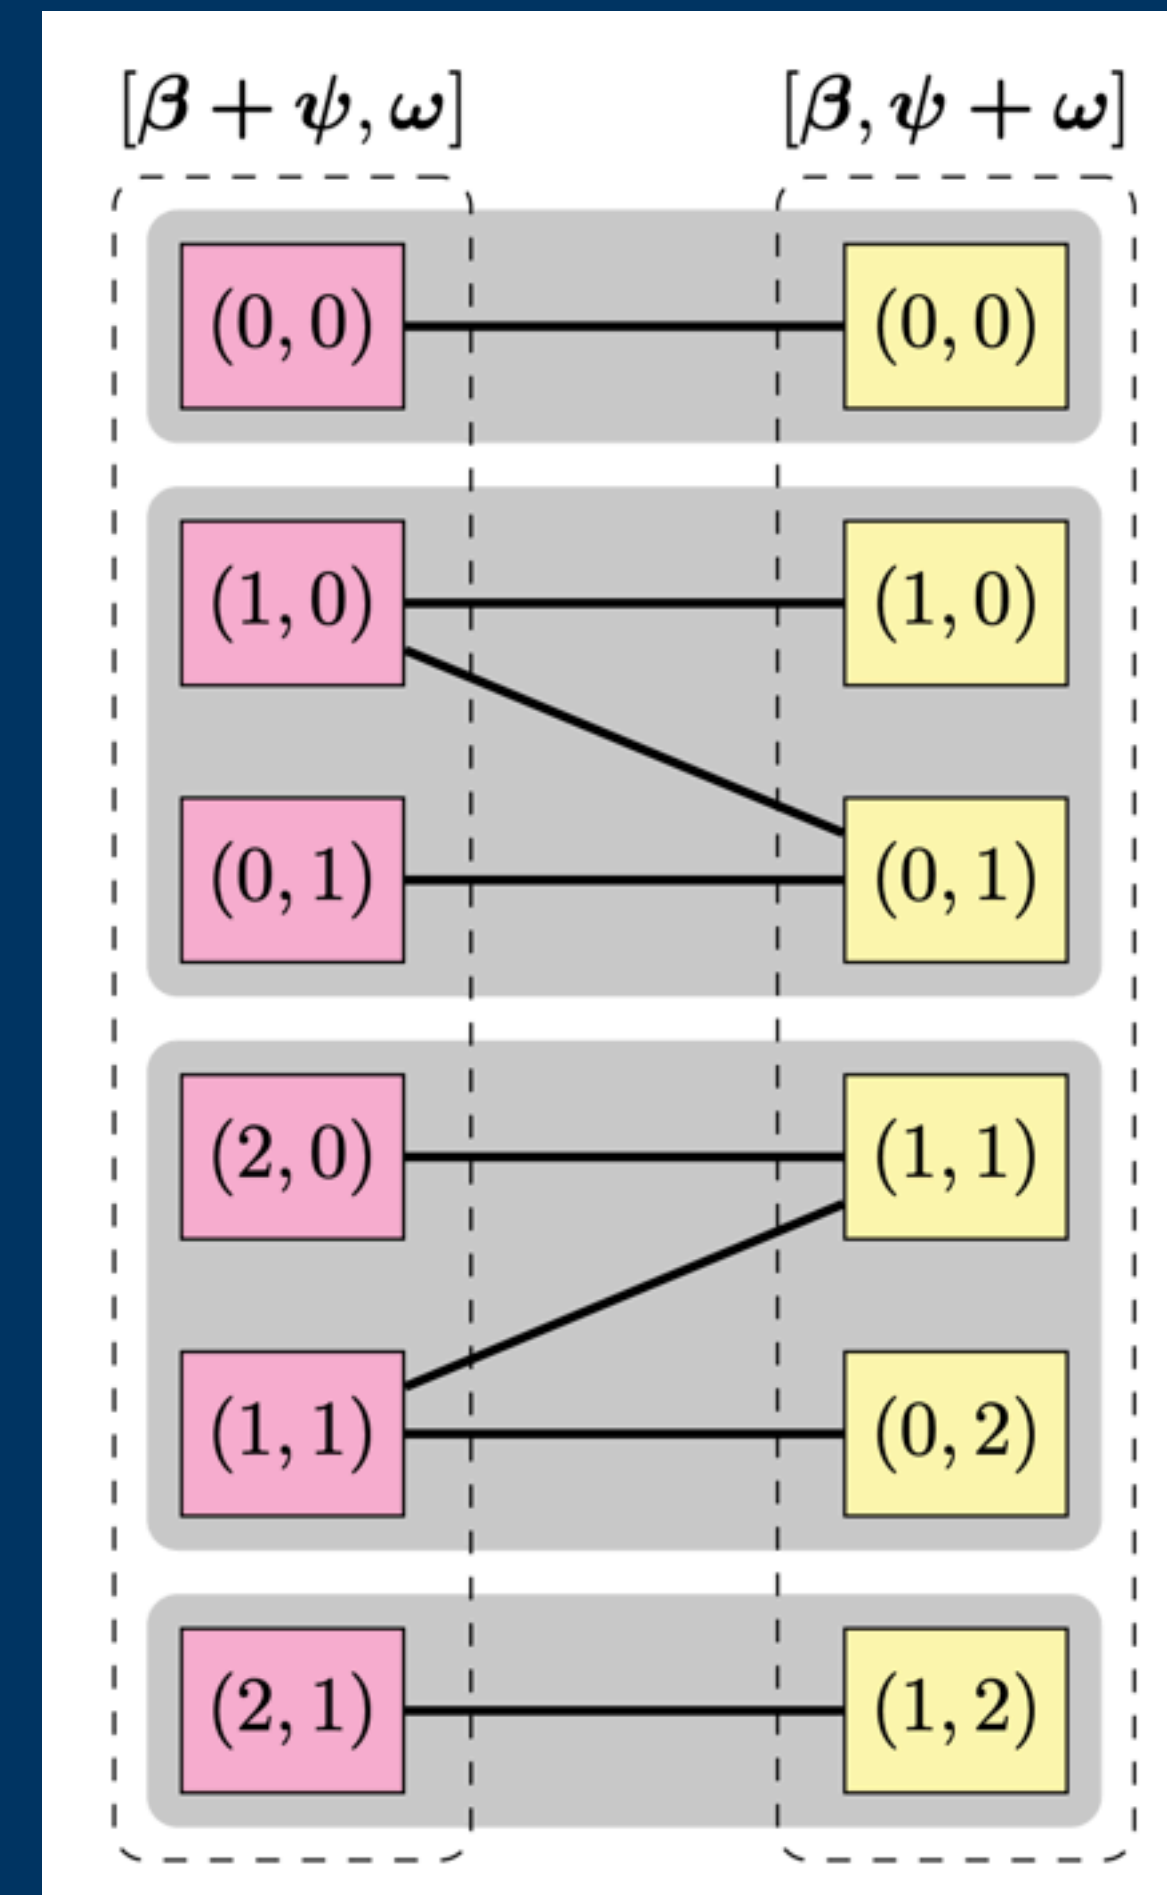 [β + ψ, ω] [β, ψ + ω]
(0, 0) (0, 0)
(1, 0) (1, 0)
(0, 1) (0, 1)
(2, 0) (1, 1)
(1, 1) (0, 2)
(2, 1) (1, 2)